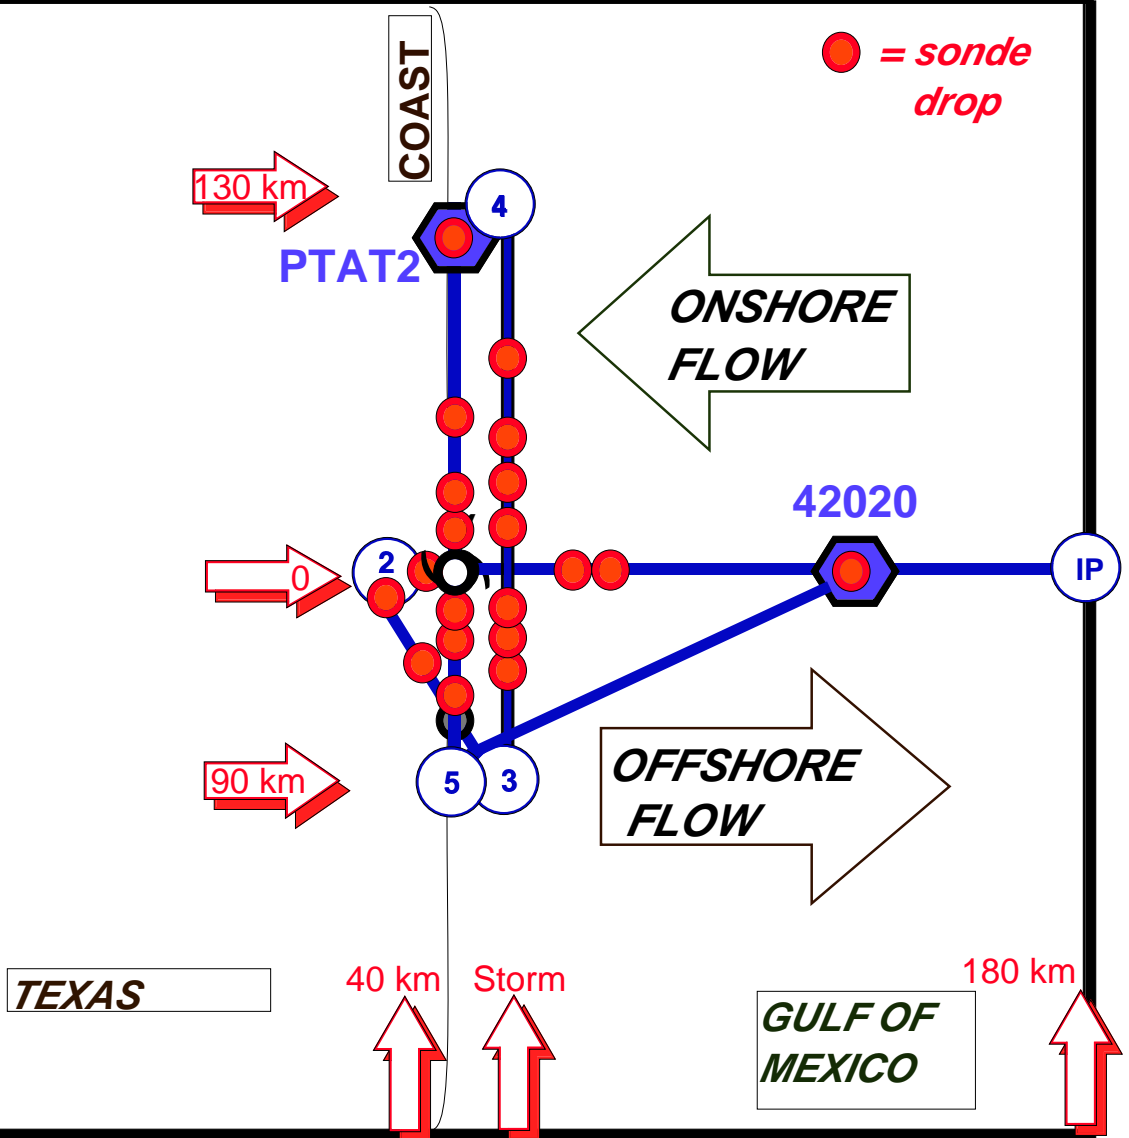 COAST
= sonde
drop
130 km
4
PTAT2
ONSHORE
FLOW
42020
2
0
IP
OFFSHORE
FLOW
90 km
5
3
40 km
Storm
180 km
TEXAS
GULF OF
MEXICO